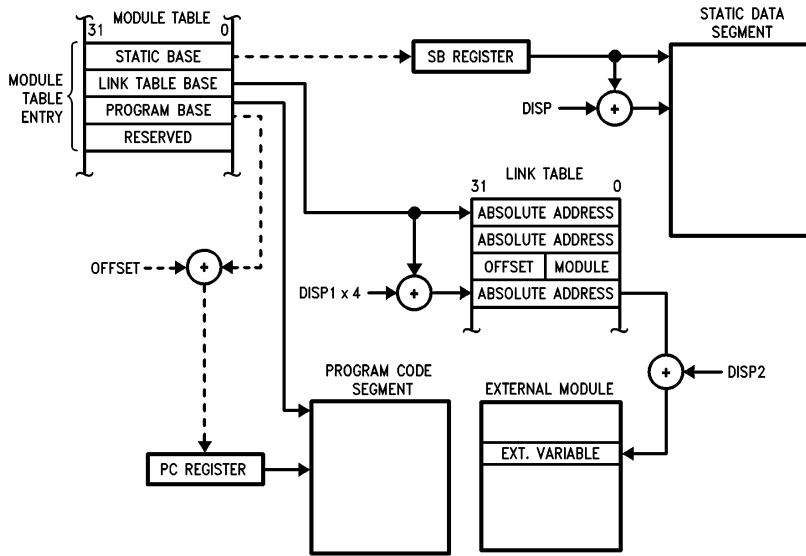 MODULE TABLE
31 0
STATIC BASE
LINK TABLE BASE
PROGRAM BASE
RESERVED
MODULE
TABLE
ENTRY
SB REGISTER
STATIC DATA
SEGMENT
DISP
+
LINK TABLE
31 0
ABSOLUTE ADDRESS
ABSOLUTE ADDRESS
OFFSET MODULE
ABSOLUTE ADDRESS
OFFSET
+
DISP1 x 4
+
+
DISP2
PROGRAM CODE
SEGMENT
EXTERNAL MODULE
EXT. VARIABLE
PC REGISTER